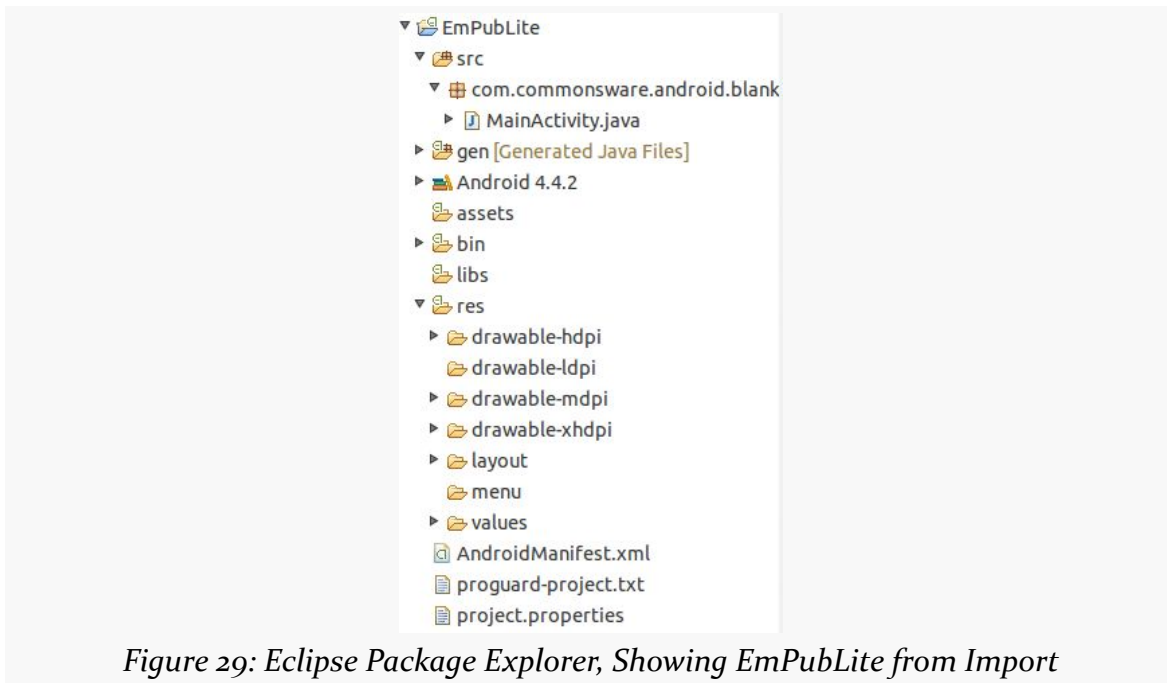 EmPubLite
src
com.commonsware.android.blank
MainActivity.java
gen [Generated Java Files]
Android 4.4.2
assets
bin
libs
res
drawable-hdpi
drawable-ldpi
drawable-mdpi
drawable-xhdpi
layout
menu
values
AndroidManifest.xml
proguard-project.txt
project.properties
Figure 29: Eclipse Package Explorer, Showing EmPubLite from Import